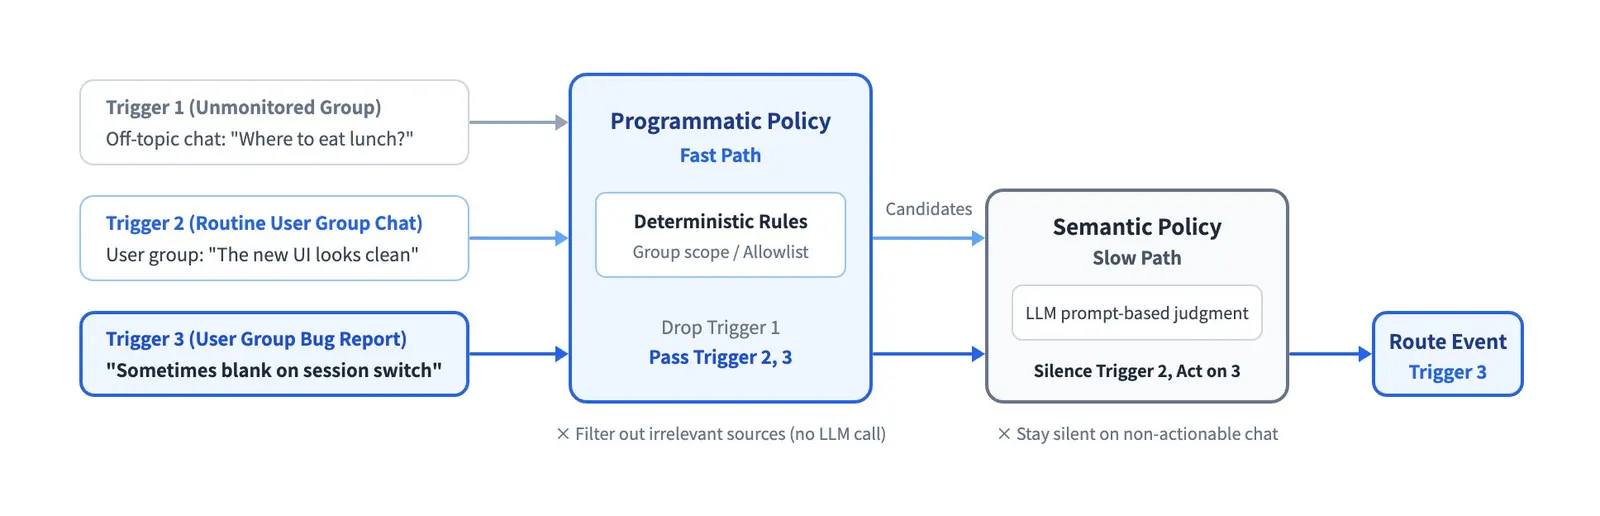 Trigger 1 (Unmonitored Group)
Off-topic chat: "Where to eat lunch?"
Trigger 2 (Routine User Group Chat)
User group: "The new UI looks clean"
Trigger 3 (User Group Bug Report)
"Sometimes blank on session switch"
Programmatic Policy
Fast Path
Deterministic Rules
Group scope / Allowlist
Drop Trigger 1
Pass Trigger 2, 3
× Filter out irrelevant sources (no LLM call)
Candidates
Semantic Policy
Slow Path
LLM prompt-based judgment
Silence Trigger 2, Act on 3
× Stay silent on non-actionable chat
Route Event
Trigger 3